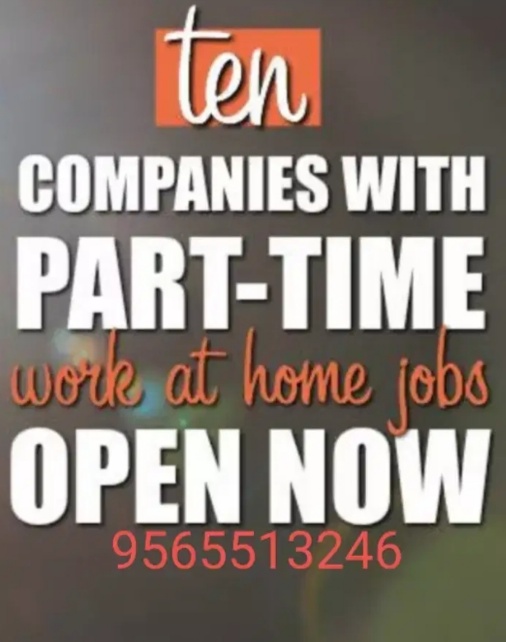 ten
COMPANIES WITH
PART-TIME
work at home jobs
OPEN NOW
9565513246